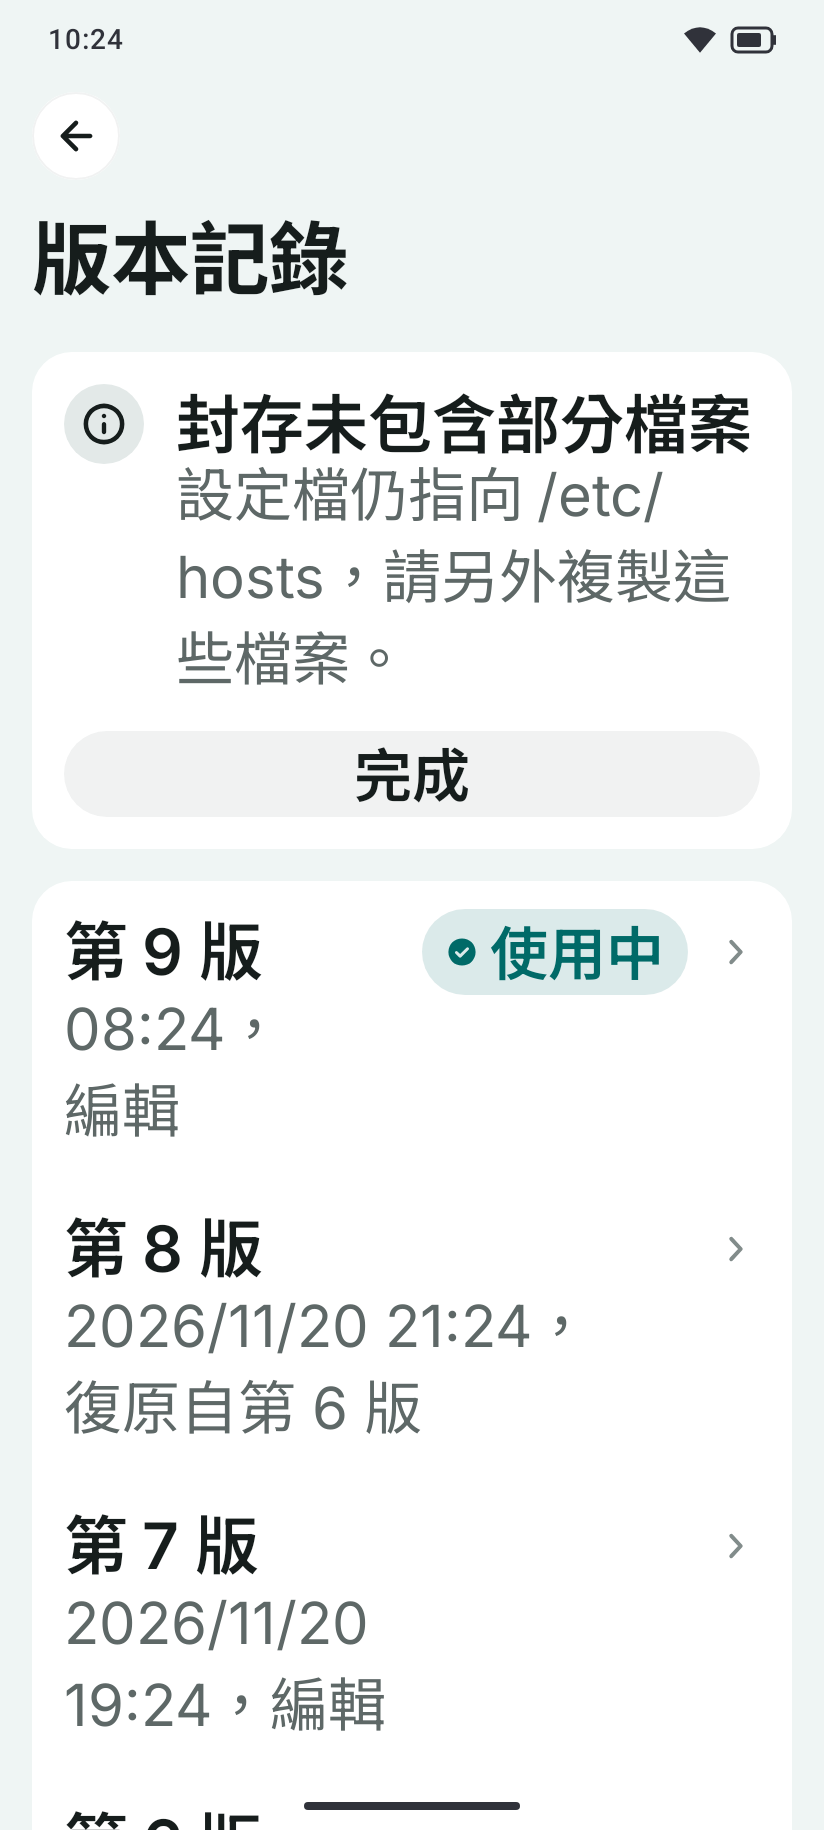 10:24
版本記錄
封存未包含部分檔案
設定檔仍指向 /etc/
hosts，請另外複製這
些檔案。
完成
第 9 版
使用中
08:24，
編輯
第 8 版
2026/11/20 21:24，
復原自第 6 版
第 7 版
2026/11/20
19:24，編輯